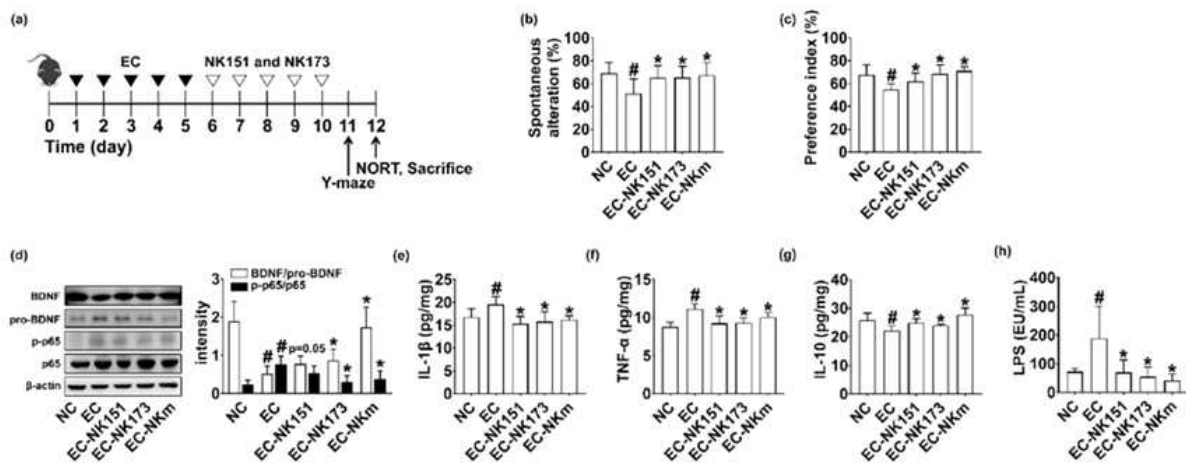 (a)
EC
NK151 and NK173
0 1 2 3 4 5 6 7 8 9 10 11 12
Time (day)
NORT, Sacrifice
Y-maze
(b)
Spontaneous
alteration (%)
100
80
60
40
20
0
#
*
*
*
NC
EC
EC-NK151
EC-NK173
EC-NKm
(c)
Preference index (%)
100
80
60
40
20
0
#
*
*
*
NC
EC
EC-NK151
EC-NK173
EC-NKm
(d)
BDNF
pro-BDNF
p-p65
p65
β-actin
NC
EC
EC-NK151
EC-NK173
EC-NKm
BDNF/pro-BDNF
p-p65/p65
intensity
3
2
1
0
# # p=0.05 * * * *
NC
EC
EC-NK151
EC-NK173
EC-NKm
(e)
IL-1β (pg/mg)
25
20
15
10
5
0
#
*
*
*
NC
EC
EC-NK151
EC-NK173
EC-NKm
(f)
TNF-α (pg/mg)
15
10
5
0
#
*
*
*
NC
EC
EC-NK151
EC-NK173
EC-NKm
(g)
IL-10 (pg/mg)
40
30
20
10
0
#
*
*
*
NC
EC
EC-NK151
EC-NK173
EC-NKm
(h)
LPS (EU/mL)
400
300
200
100
0
#
*
*
*
NC
EC
EC-NK151
EC-NK173
EC-NKm